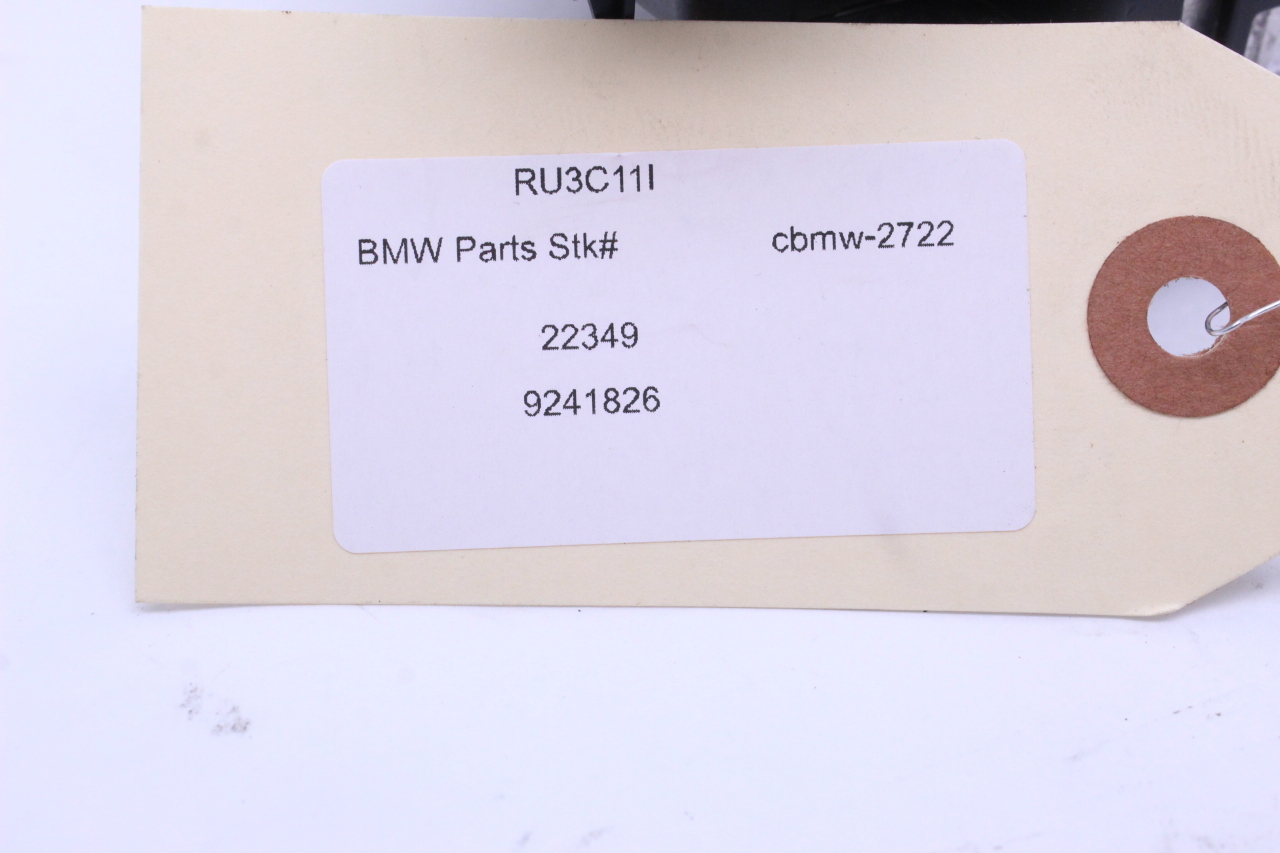 RU3C11I
BMW Parts Stk# cbmw-2722
22349
9241826